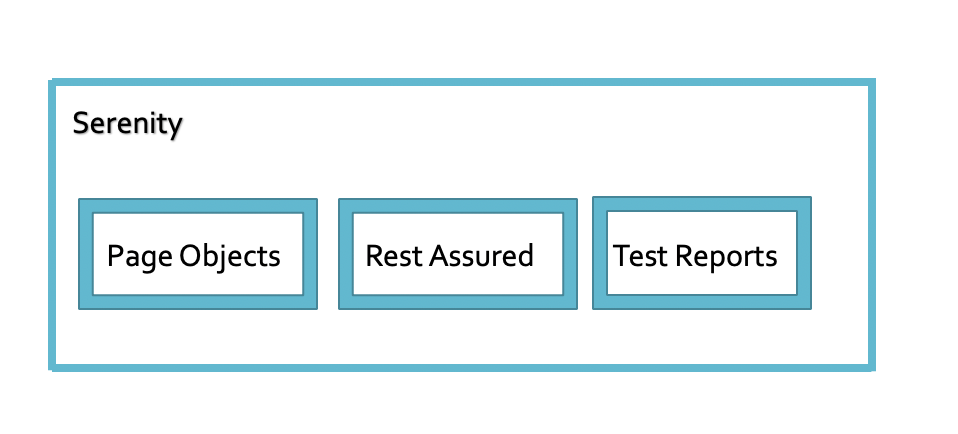 Serenity
Page Objects
Rest Assured
Test Reports